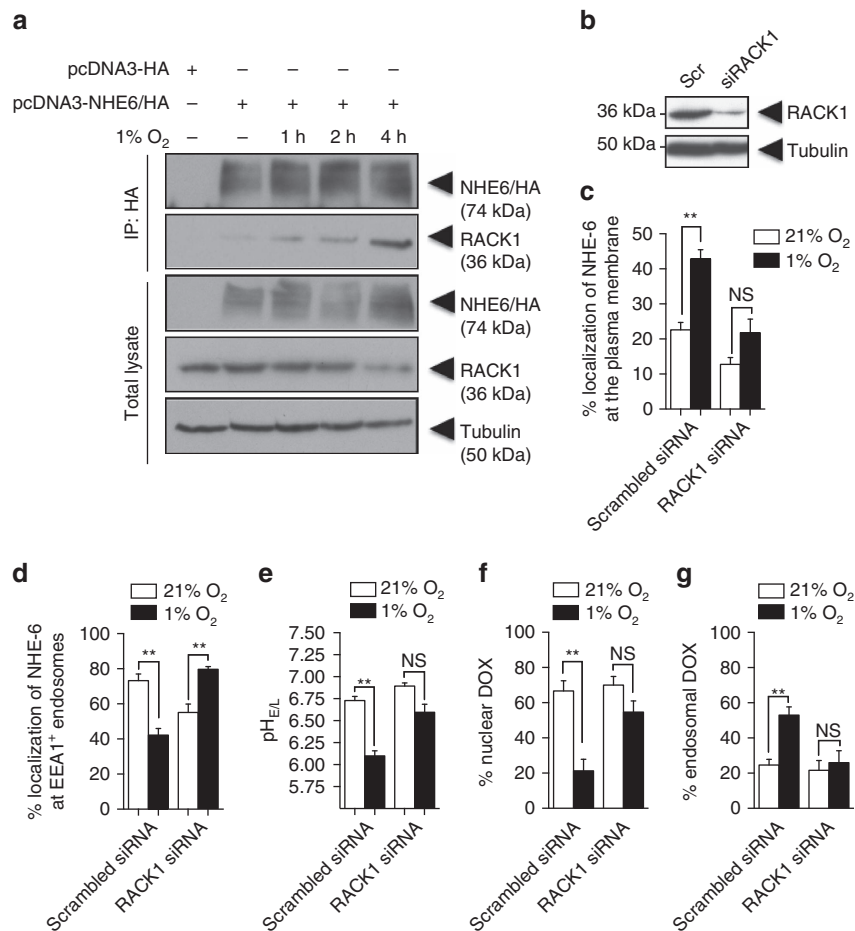 a
pcDNA3-HA + – – – –
pcDNA3-NHE6/HA – + + + +
1% O2 – – 1 h 2 h 4 h
IP: HA
NHE6/HA
(74 kDa)
RACK1
(36 kDa)
Total lysate
NHE6/HA
(74 kDa)
RACK1
(36 kDa)
Tubulin
(50 kDa)
b
Scr siRACK1
36 kDa RACK1
50 kDa Tubulin
c
21% O2
1% O2
% localization of NHE-6
at the plasma membrane
50
40
30
20
10
0
**
NS
Scrambled siRNA
RACK1 siRNA
d
21% O2
1% O2
% localization of NHE-6
at EEA1+ endosomes
100
80
60
40
20
0
**
**
Scrambled siRNA
RACK1 siRNA
e
21% O2
1% O2
pHE/L
7.50
7.25
7.00
6.75
6.50
6.25
6.00
5.75
**
NS
Scrambled siRNA
RACK1 siRNA
f
21% O2
1% O2
% nuclear DOX
100
80
60
40
20
0
**
NS
Scrambled siRNA
RACK1 siRNA
g
21% O2
1% O2
% endosomal DOX
100
80
60
40
20
0
**
NS
Scrambled siRNA
RACK1 siRNA